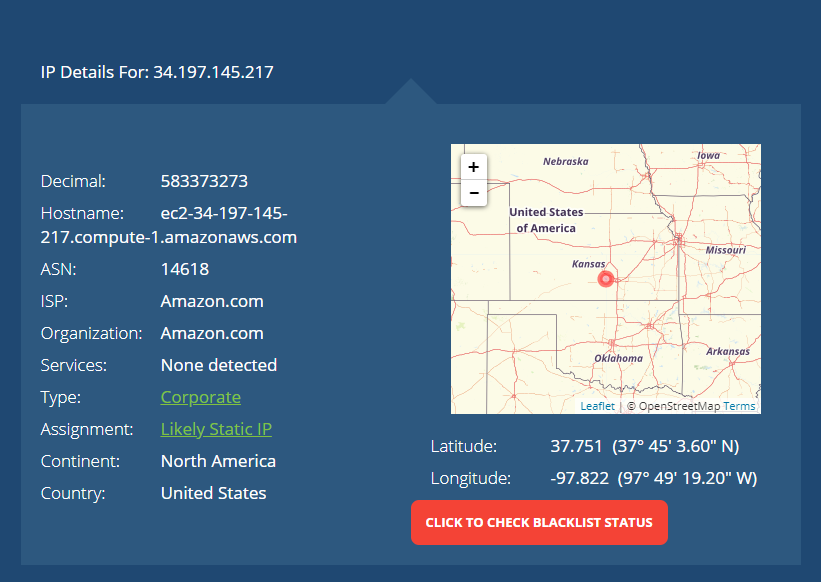 IP Details For: 34.197.145.217
Decimal: 583373273
Hostname: ec2-34-197-145-
217.compute-1.amazonaws.com
ASN: 14618
ISP: Amazon.com
Organization: Amazon.com
Services: None detected
Type: Corporate
Assignment: Likely Static IP
Continent: North America
Country: United States
+
−
Nebraska
Iowa
United States
of America
Missouri
Kansas
Oklahoma
Arkansas
Leaflet | © OpenStreetMap Terms
Latitude: 37.751 (37° 45' 3.60" N)
Longitude: -97.822 (97° 49' 19.20" W)
CLICK TO CHECK BLACKLIST STATUS